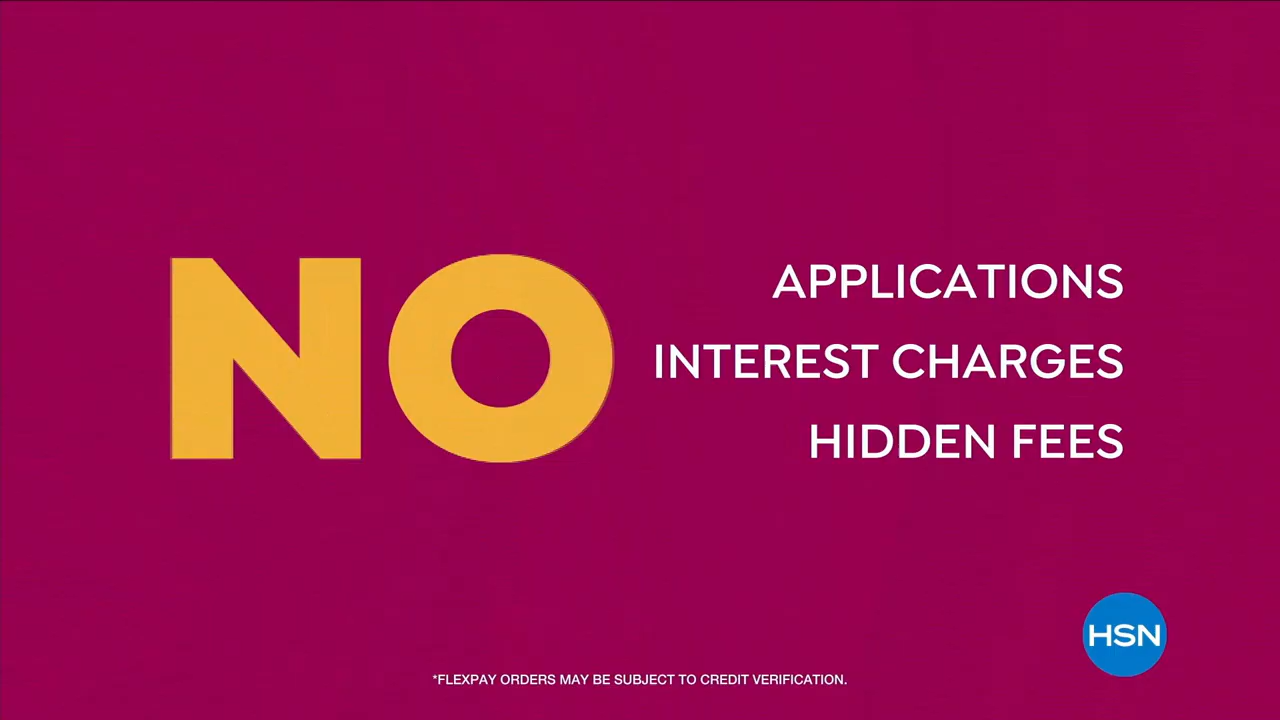 NO
APPLICATIONS
INTEREST CHARGES
HIDDEN FEES
HSN
*FLEXPAY ORDERS MAY BE SUBJECT TO CREDIT VERIFICATION.